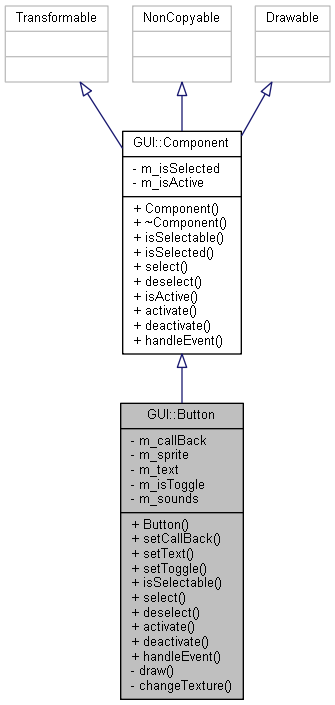 Transformable
NonCopyable
Drawable
GUI::Component
- m_isSelected
- m_isActive
+ Component()
+ ~Component()
+ isSelectable()
+ isSelected()
+ select()
+ deselect()
+ isActive()
+ activate()
+ deactivate()
+ handleEvent()
GUI::Button
- m_callBack
- m_sprite
- m_text
- m_isToggle
- m_sounds
+ Button()
+ setCallBack()
+ setText()
+ setToggle()
+ isSelectable()
+ select()
+ deselect()
+ activate()
+ deactivate()
+ handleEvent()
- draw()
- changeTexture()